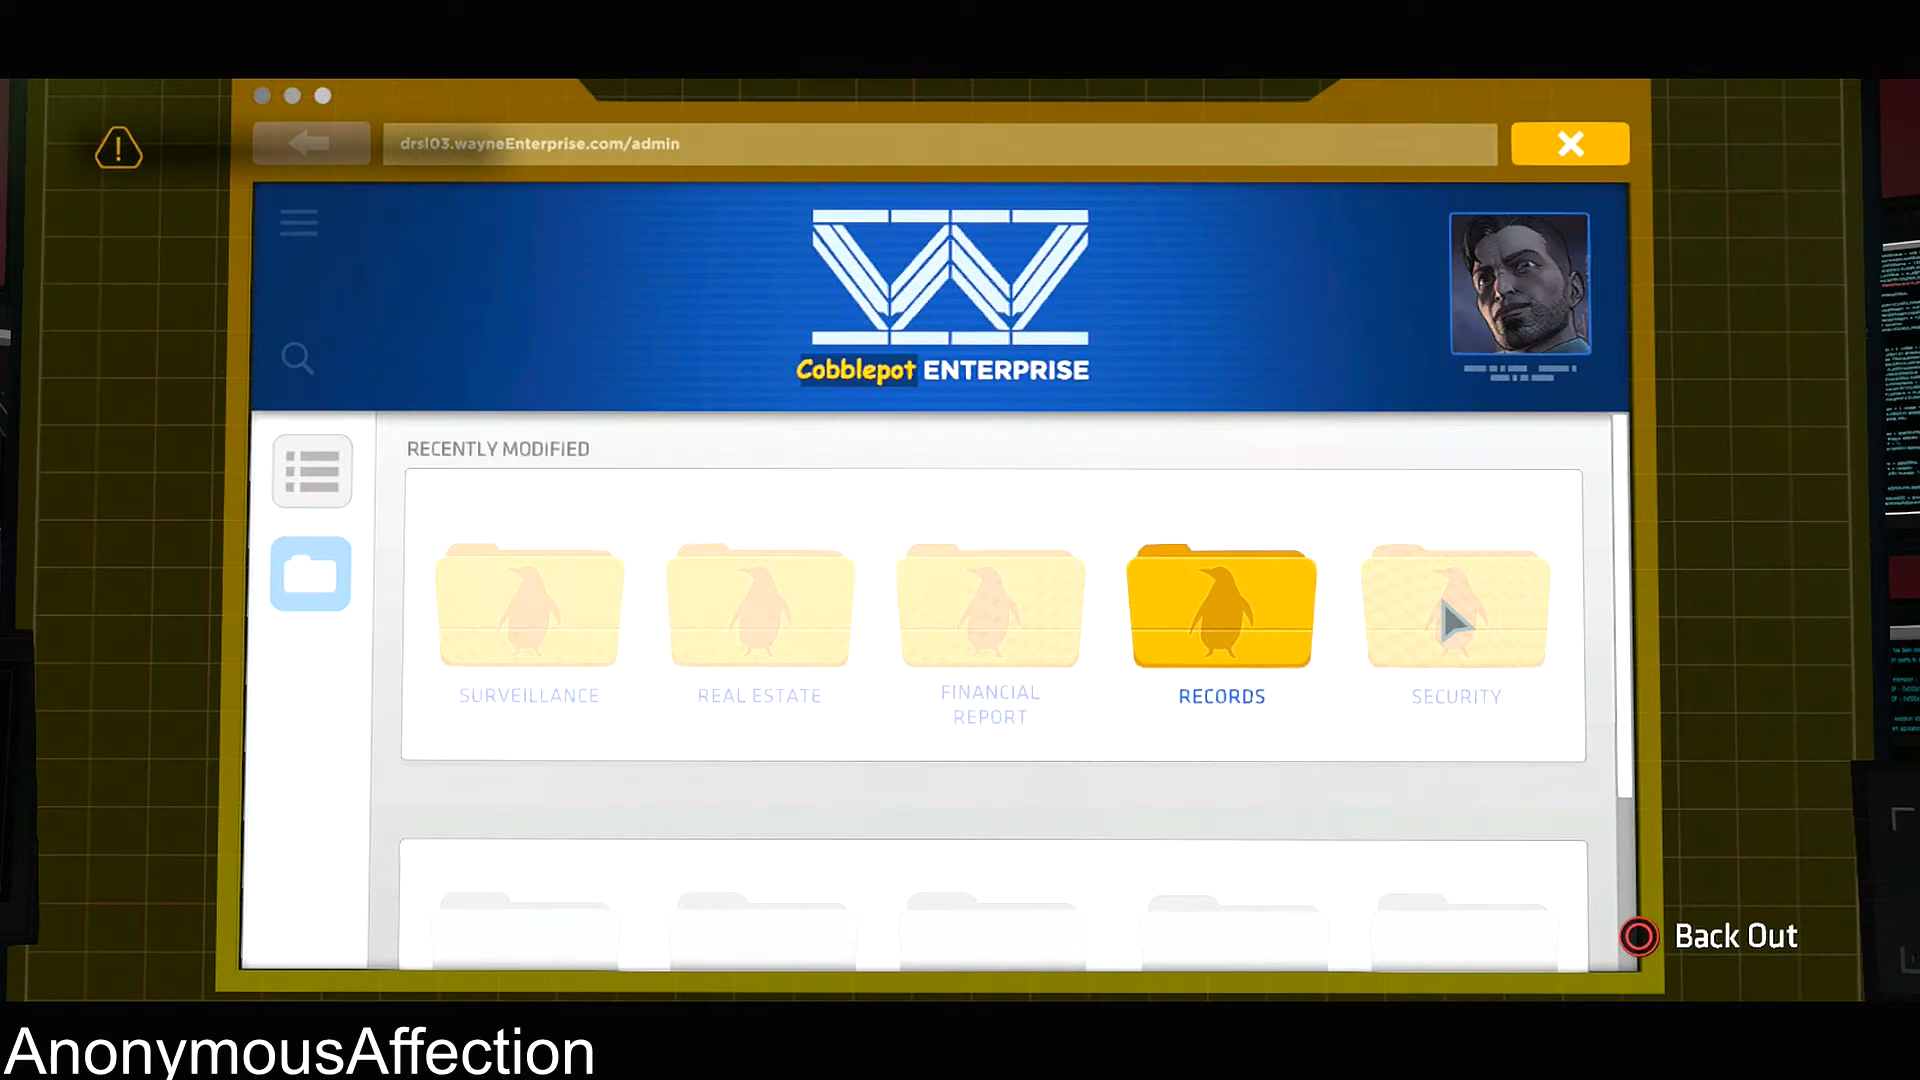 drsl03.wayneEnterprise.com/admin
Cobblepot ENTERPRISE
RECENTLY MODIFIED
SURVEILLANCE
REAL ESTATE
FINANCIAL
REPORT
RECORDS
SECURITY
Back Out
AnonymousAffection